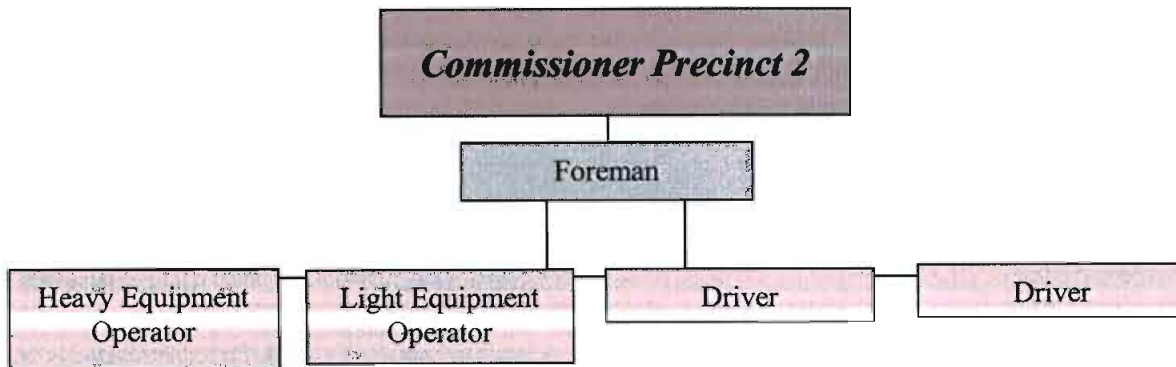 Commissioner Precinct 2
Foreman
Heavy Equipment
Operator
Light Equipment
Operator
Driver
Driver